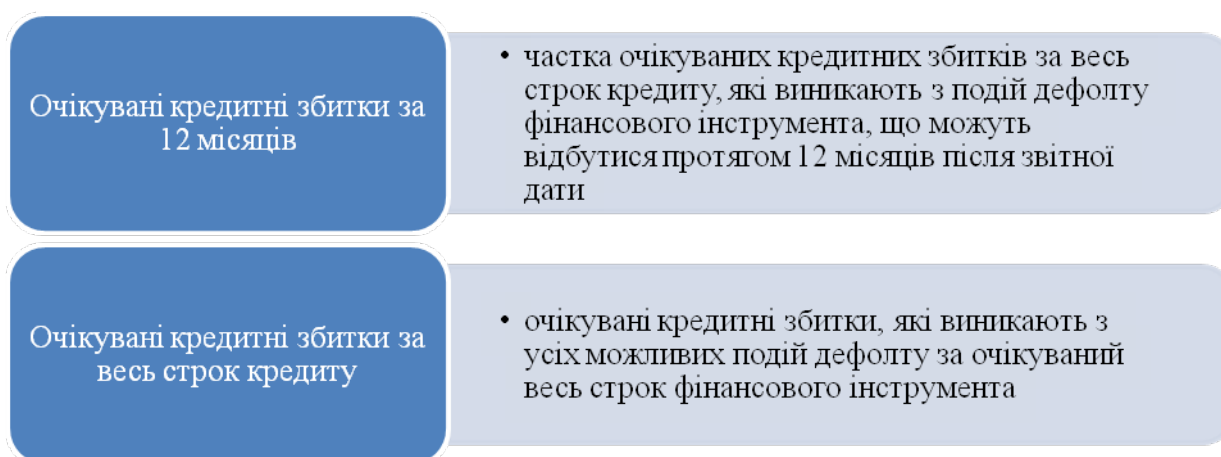 Очікувані кредитні збитки за
12 місяців
• частка очікуваних кредитних збитків за весь
строк кредиту, які виникають з подій дефолту
фінансового інструмента, що можуть
відбутися протягом 12 місяців після звітної
дати
Очікувані кредитні збитки за
весь строк кредиту
• очікувані кредитні збитки, які виникають з
усіх можливих подій дефолту за очікуваний
весь строк фінансового інструмента